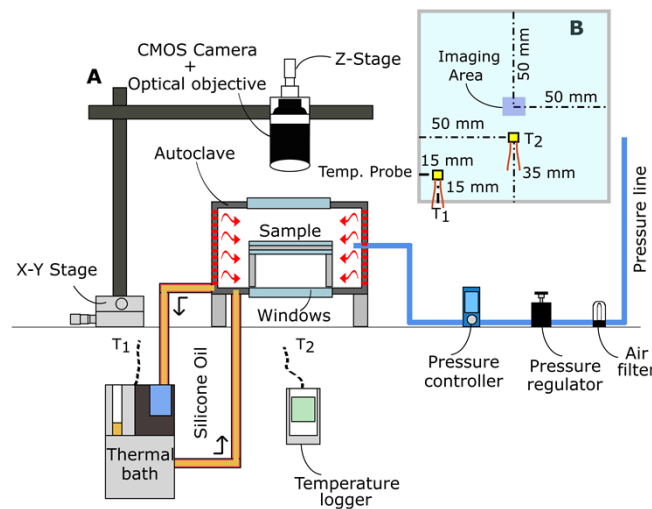 A
CMOS Camera
+
Optical objective
Z-Stage
B
Imaging
Area
50 mm
50 mm
50 mm
T2
Temp. Probe
15 mm
15 mm
35 mm
T1
Autoclave
Sample
X-Y Stage
Windows
Pressure line
T1
T2
Silicone Oil
Pressure
controller
Pressure
regulator
Air
filter
Thermal
bath
Temperature
logger